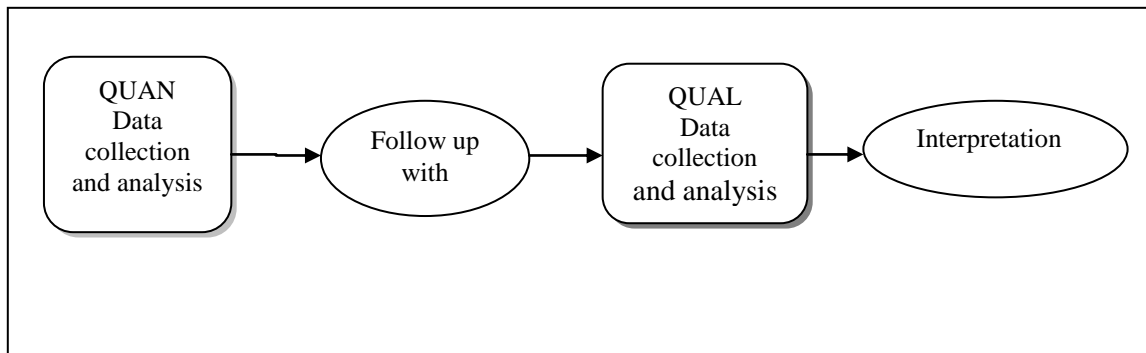 QUAN
Data
collection
and analysis
Follow up
with
QUAL
Data
collection
and analysis
Interpretation